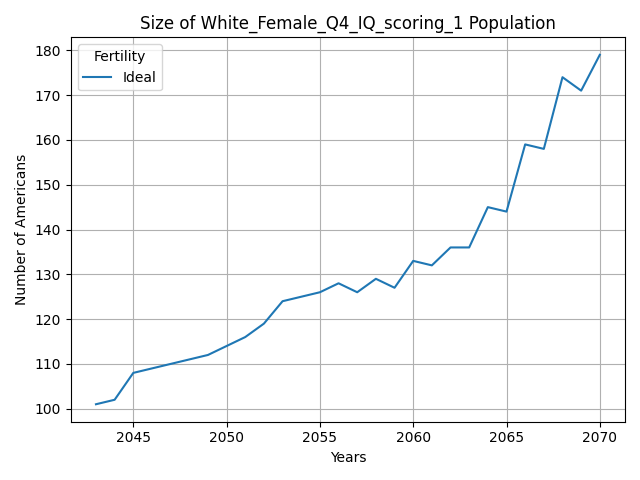 Size of White_Female_Q4_IQ_scoring_1 Population
Fertility
Ideal
Number of Americans
180
170
160
150
140
130
120
110
100
2045 2050 2055 2060 2065 2070
Years